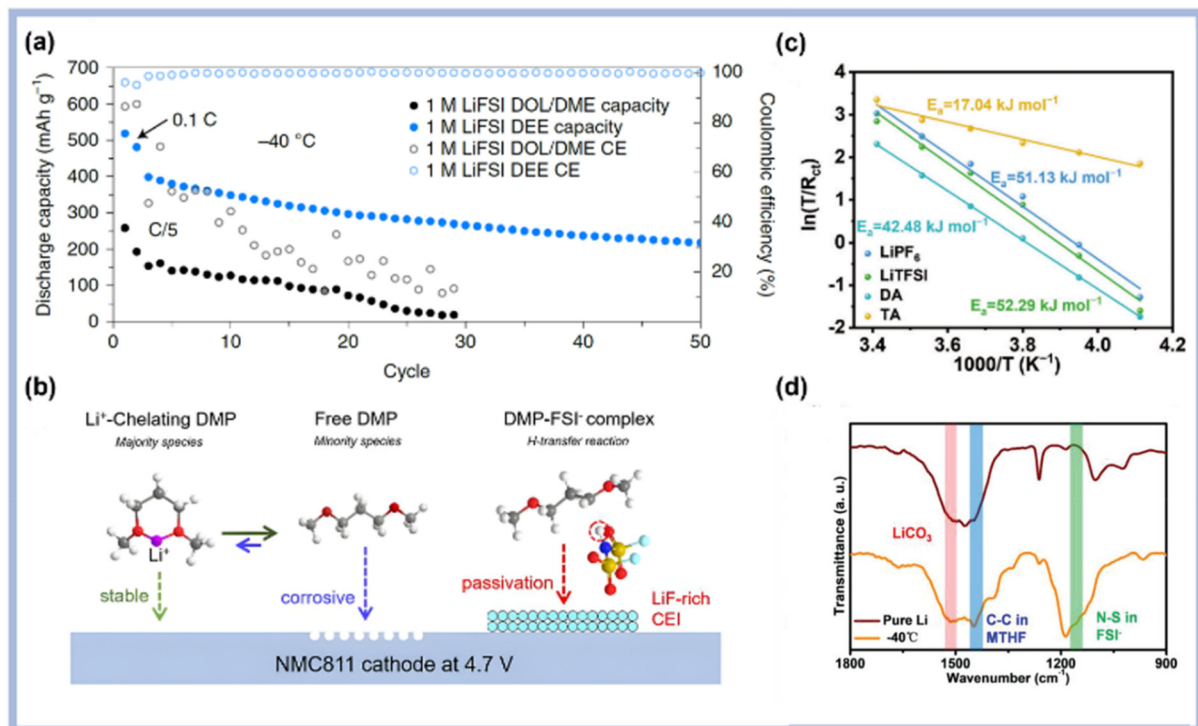 (a)
Discharge capacity (mAh g⁻¹)
700
600
500
400
300
200
100
0
0.1 C
−40 °C
C/5
1 M LiFSI DOL/DME capacity
1 M LiFSI DEE capacity
1 M LiFSI DOL/DME CE
1 M LiFSI DEE CE
100
80
60
40
20
Coulombic efficiency (%)
0
10
20
30
40
50
Cycle
(c)
ln(T/Rct)
4
3
2
1
0
-1
-2
Ea=17.04 kJ mol⁻¹
Ea=51.13 kJ mol⁻¹
Ea=42.48 kJ mol⁻¹
Ea=52.29 kJ mol⁻¹
LiPF₆
LiTFSI
DA
TA
3.4
3.6
3.8
4.0
4.2
1000/T (K⁻¹)
(b)
Li⁺-Chelating DMP
Majority species
Free DMP
Minority species
DMP-FSI⁻ complex
H-transfer reaction
Li⁺
stable
corrosive
passivation
LiF-rich
CEI
NMC811 cathode at 4.7 V
(d)
Transmittance (a. u.)
LiCO₃
C-C in
MTHF
N-S in
FSI⁻
Pure Li
-40℃
1800
1500
1200
900
Wavenumber (cm⁻¹)